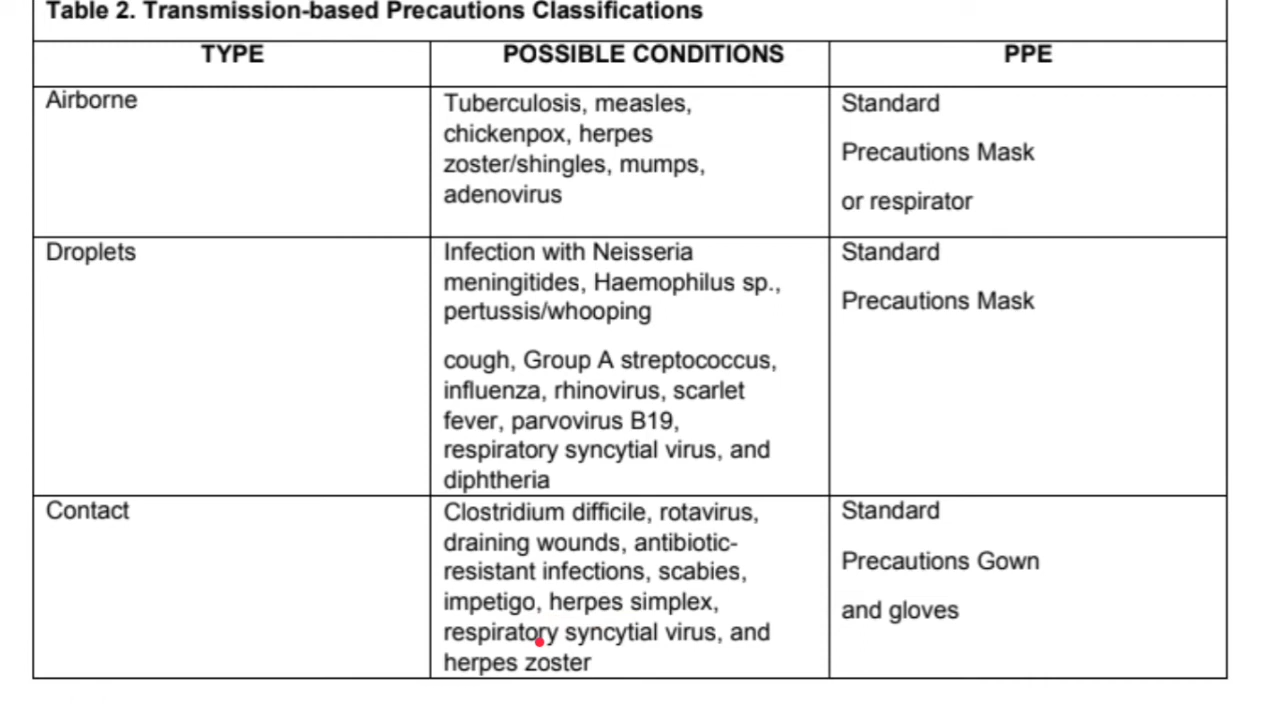 Table 2. Transmission-based Precautions Classifications
TYPE
POSSIBLE CONDITIONS
PPE
Airborne
Tuberculosis, measles,
chickenpox, herpes
zoster/shingles, mumps,
adenovirus
Standard
Precautions Mask
or respirator
Droplets
Infection with Neisseria
meningitides, Haemophilus sp.,
pertussis/whooping
cough, Group A streptococcus,
influenza, rhinovirus, scarlet
fever, parvovirus B19,
respiratory syncytial virus, and
diphtheria
Standard
Precautions Mask
Contact
Clostridium difficile, rotavirus,
draining wounds, antibiotic-
resistant infections, scabies,
impetigo, herpes simplex,
respiratory syncytial virus, and
herpes zoster
Standard
Precautions Gown
and gloves